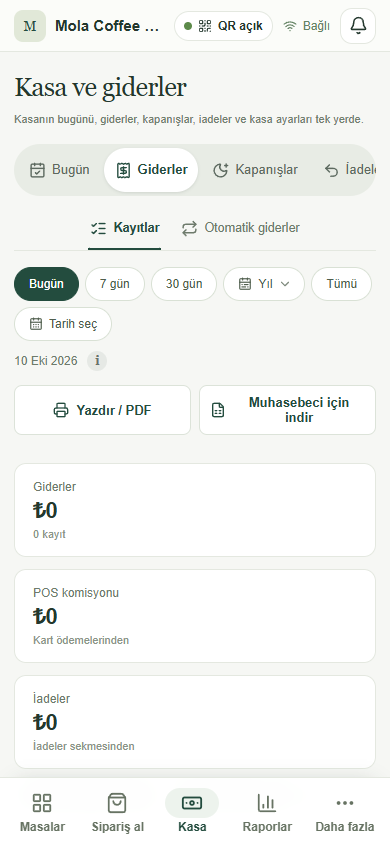 M
Mola Coffee ...
QR açık
Bağlı
Kasa ve giderler
Kasanın bugünü, giderler, kapanışlar, iadeler ve kasa ayarları tek yerde.
Bugün
Giderler
Kapanışlar
İadele
Kayıtlar
Otomatik giderler
Bugün
7 gün
30 gün
Yıl
Tümü
Tarih seç
10 Eki 2026
i
Yazdır / PDF
Muhasebeci için
indir
Giderler
₺0
0 kayıt
POS komisyonu
₺0
Kart ödemelerinden
İadeler
₺0
İadeler sekmesinden
Masalar
Sipariş al
Kasa
Raporlar
Daha fazla